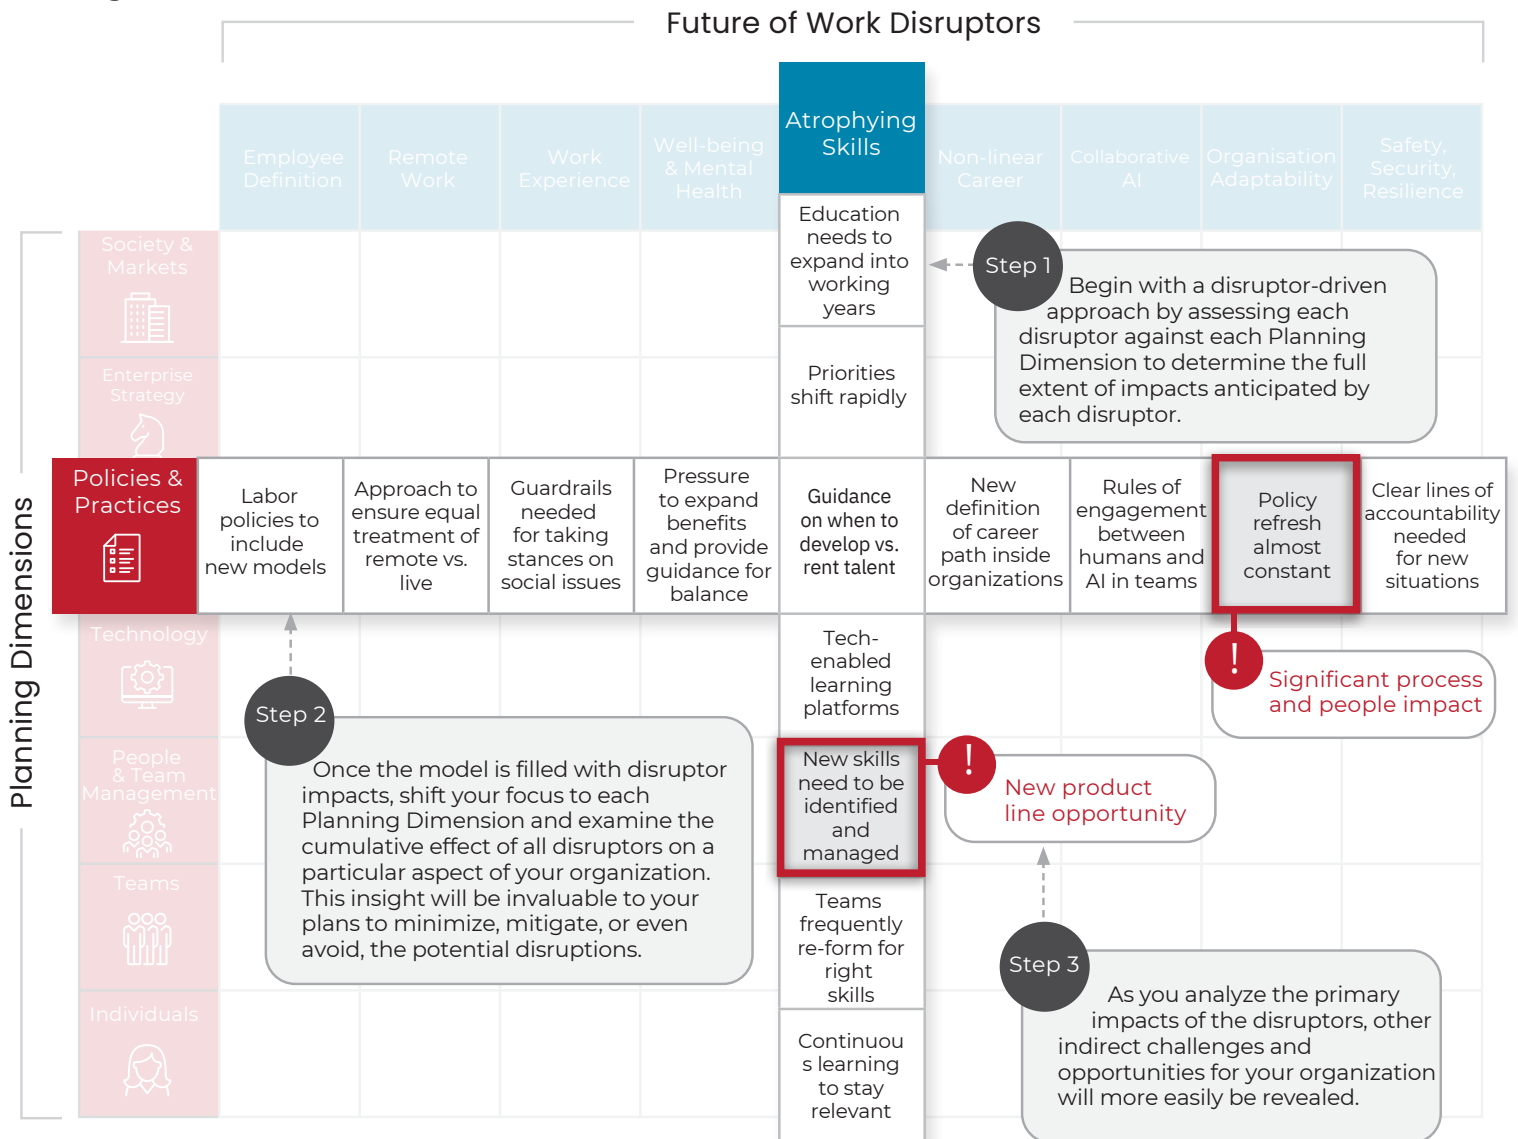 Future of Work Disruptors
Employee
Definition
Remote
Work
Work
Experience
Well-being
& Mental
Health
Atrophying
Skills
Non-linear
Career
Collaborative
AI
Organisation
Adaptability
Safety,
Security,
Resilience
Planning Dimensions
Society &
Markets
Education
needs to
expand into
working
years
Step 1
Begin with a disruptor-driven
approach by assessing each
disruptor against each Planning
Dimension to determine the full
extent of impacts anticipated by
each disruptor.
Enterprise
Strategy
Priorities
shift rapidly
Policies &
Practices
Labor
policies to
include
new models
Approach to
ensure equal
treatment of
remote vs.
live
Guardrails
needed
for taking
stances on
social issues
Pressure
to expand
benefits
and provide
guidance for
balance
Guidance
on when to
develop vs.
rent talent
New
definition
of career
path inside
organizations
Rules of
engagement
between
humans and
AI in teams
Policy
refresh
almost
constant
Clear lines of
accountability
needed
for new
situations
Technology
Tech-
enabled
learning
platforms
!
Significant process
and people impact
Step 2
Once the model is filled with disruptor
impacts, shift your focus to each
Planning Dimension and examine the
cumulative effect of all disruptors on a
particular aspect of your organization.
This insight will be invaluable to your
plans to minimize, mitigate, or even
avoid, the potential disruptions.
People
& Team
Management
New skills
need to be
identified
and
managed
!
New product
line opportunity
Teams
Teams
frequently
re-form for
right
skills
Step 3
As you analyze the primary
impacts of the disruptors, other
indirect challenges and
opportunities for your organization
will more easily be revealed.
Individuals
Continuou
s learning
to stay
relevant